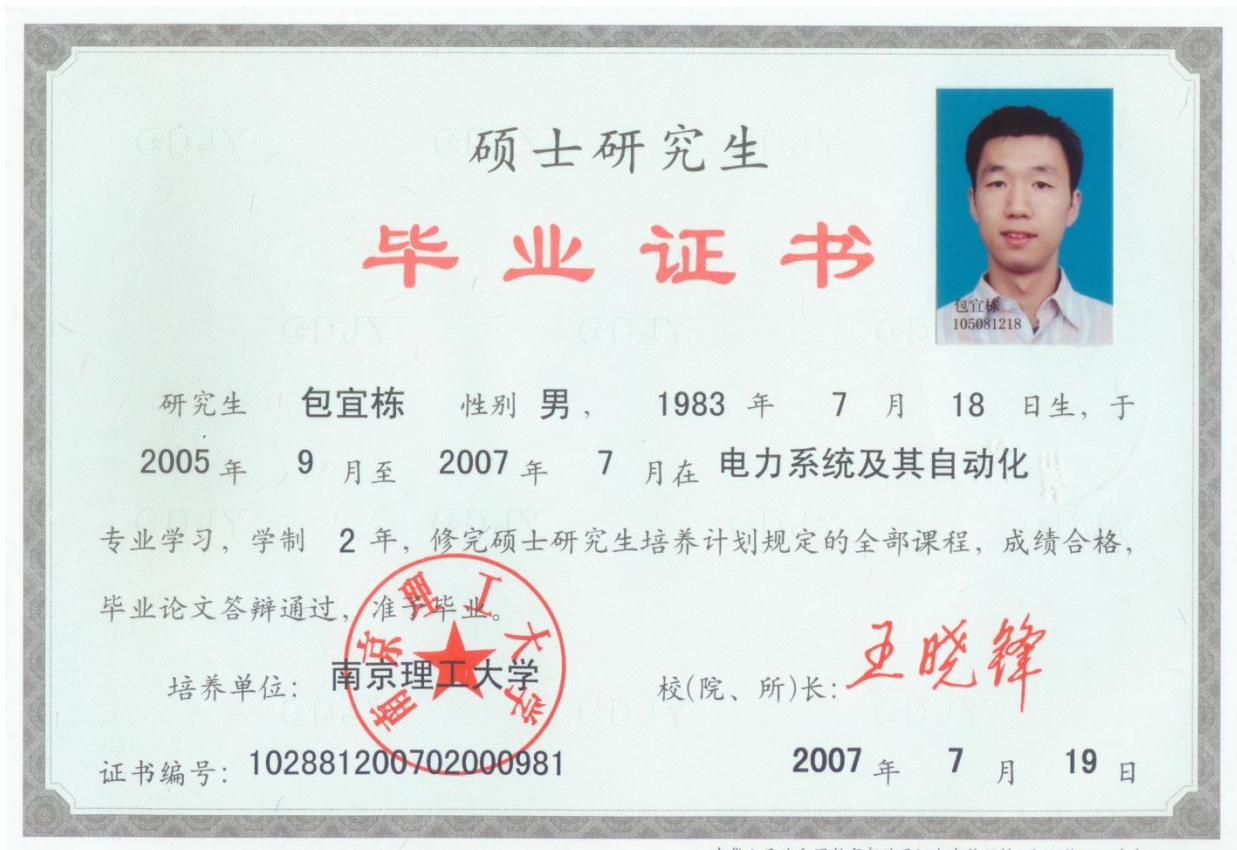 硕士研究生
毕业证书
包宜栋
105081218
研究生 包宜栋 性别 男, 1983 年 7 月 18 日生, 于
2005 年 9 月至 2007 年 7 月在 电力系统及其自动化
专业学习, 学制 2 年, 修完硕士研究生培养计划规定的全部课程, 成绩合格,
毕业论文答辩通过, 准予毕业。
南京理工大学
培养单位: 南京理工大学 校(院、所)长: 王晓锋
证书编号: 102881200702000981 2007 年 7 月 19 日